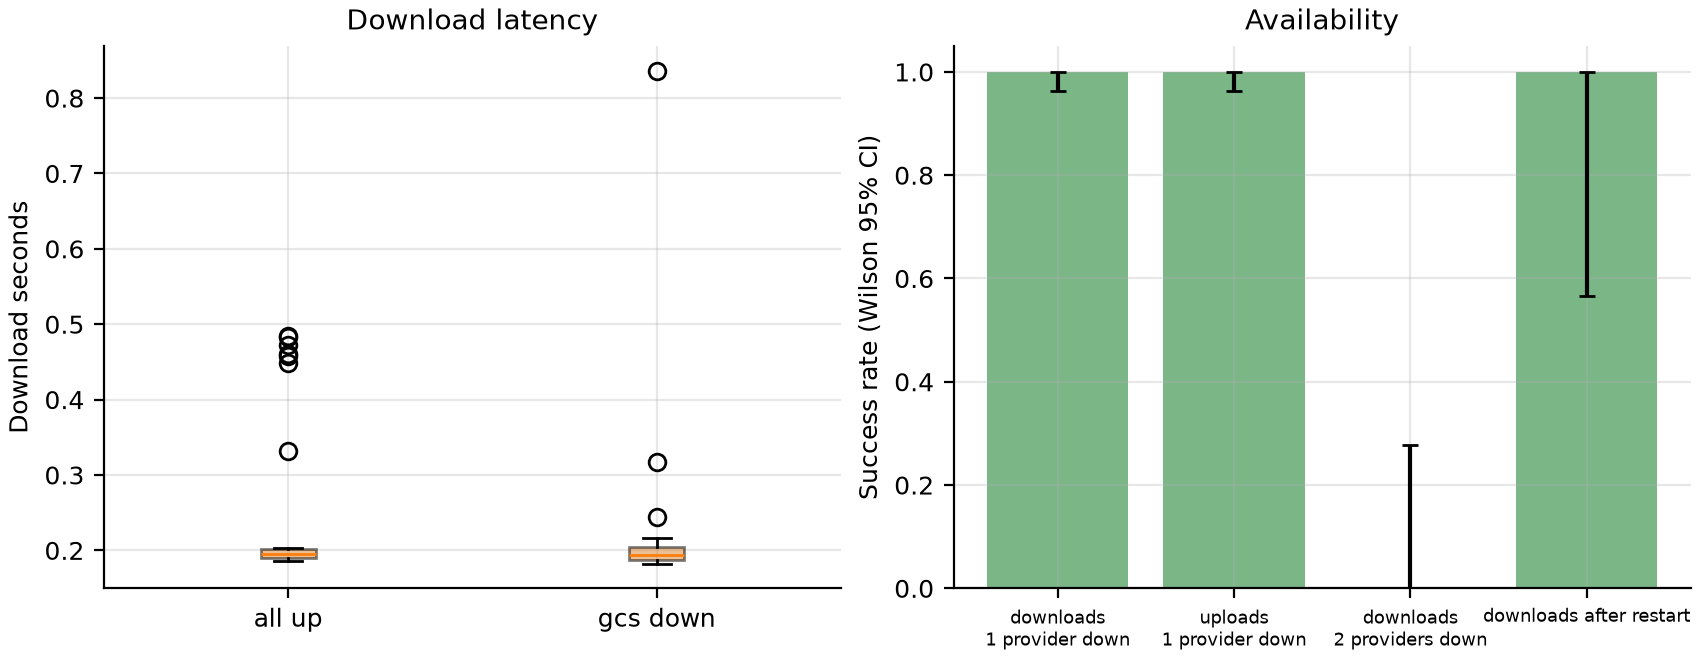 Download latency
Download seconds
0.8
0.7
0.6
0.5
0.4
0.3
0.2
all up
gcs down
Availability
Success rate (Wilson 95% CI)
1.0
0.8
0.6
0.4
0.2
0.0
downloads
1 provider down
uploads
1 provider down
downloads
2 providers down
downloads after restart